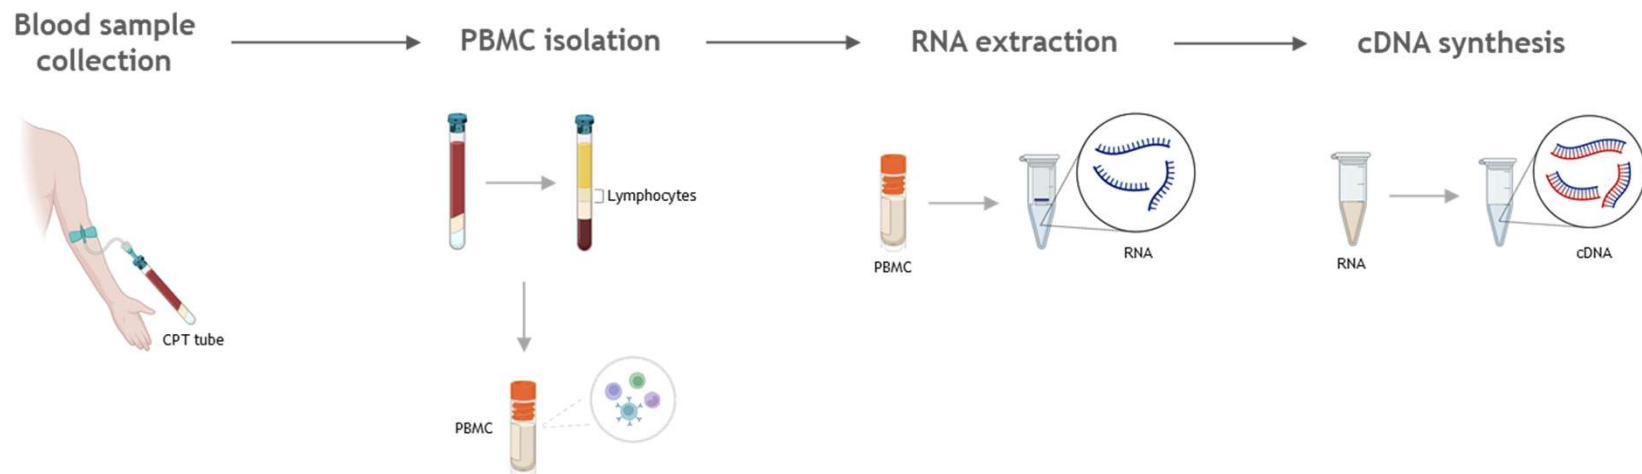 Blood sample
collection
PBMC isolation
RNA extraction
cDNA synthesis
CPT tube
Lymphocytes
PBMC
PBMC
RNA
RNA
cDNA